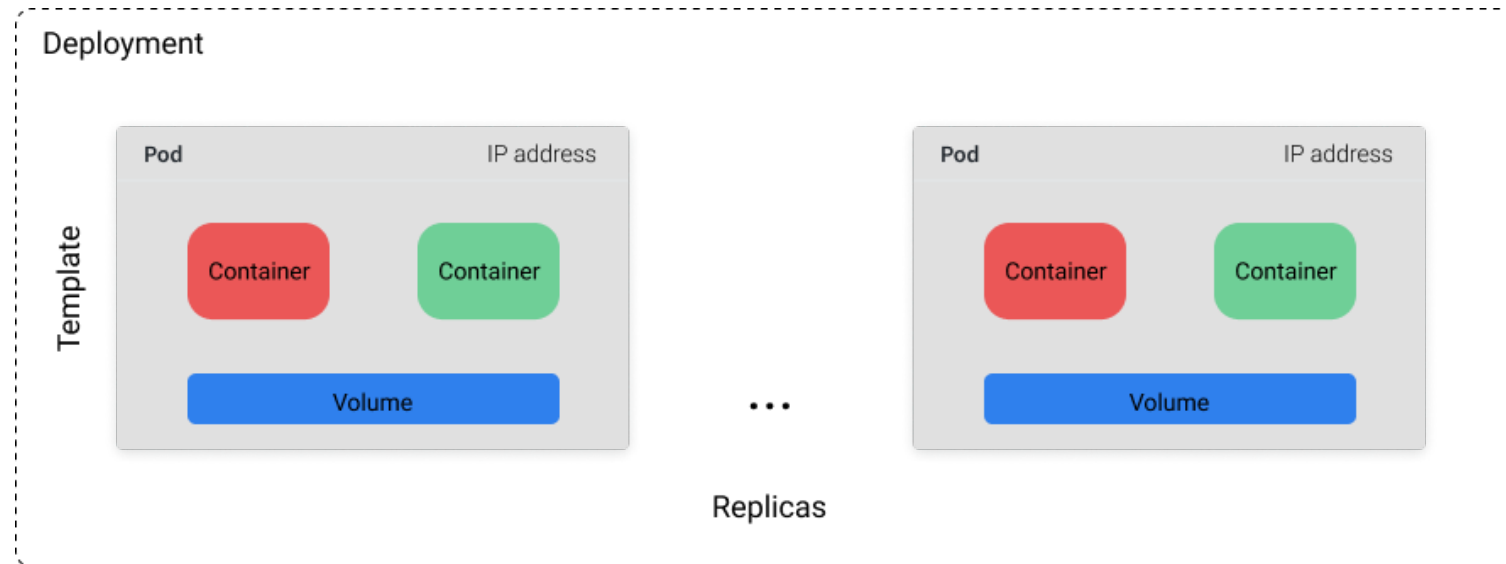 Deployment
Pod IP address
Pod IP address
Template
Container Container
Container Container
Volume
...
Volume
Replicas